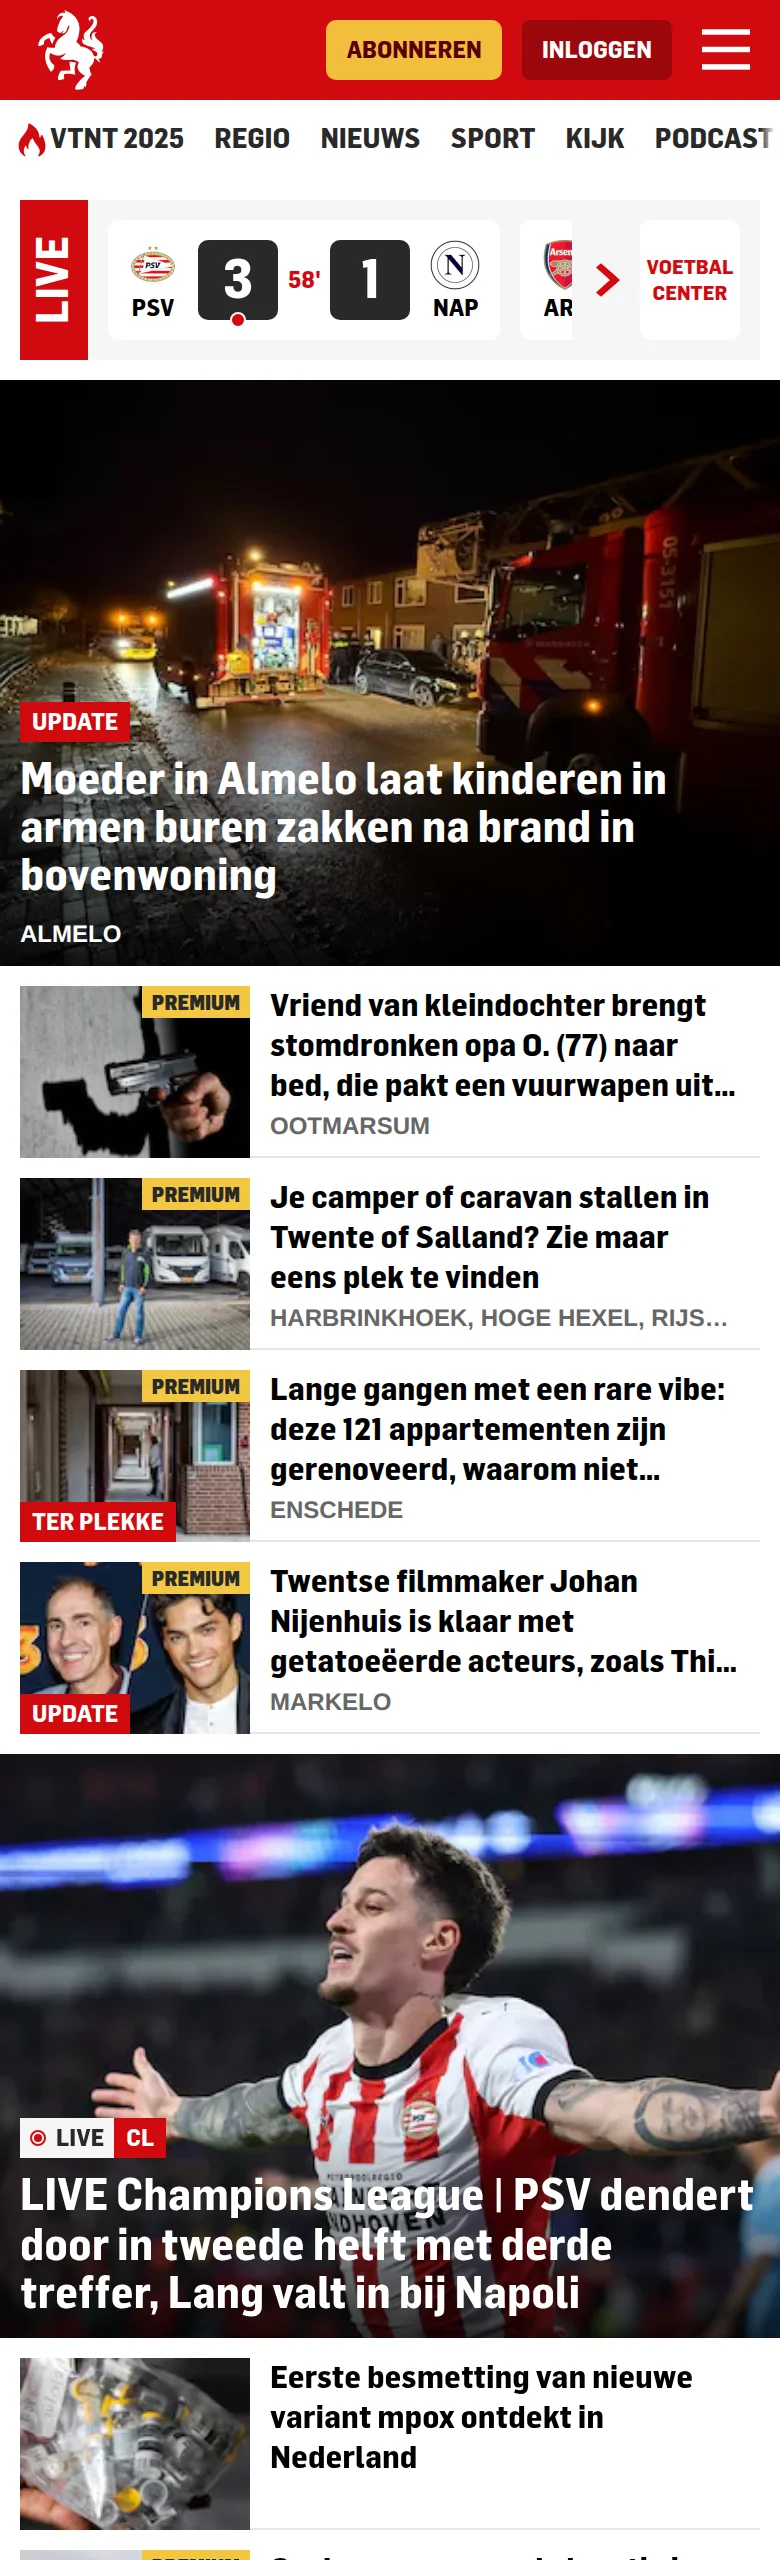 ABONNEREN
INLOGGEN
VTNT 2025 REGIO NIEUWS SPORT KIJK PODCAST
LIVE
PSV
3
58'
1
N
NAP
Arsen
AR
VOETBAL
CENTER
05-3151
UPDATE
Moeder in Almelo laat kinderen in
armen buren zakken na brand in
bovenwoning
ALMELO
PREMIUM
Vriend van kleindochter brengt
stomdronken opa O. (77) naar
bed, die pakt een vuurwapen uit...
OOTMARSUM
PREMIUM
Je camper of caravan stallen in
Twente of Salland? Zie maar
eens plek te vinden
HARBRINKHOEK, HOGE HEXEL, RIJS...
PREMIUM
TER PLEKKE
Lange gangen met een rare vibe:
deze 121 appartementen zijn
gerenoveerd, waarom niet...
ENSCHEDE
PREMIUM
UPDATE
Twentse filmmaker Johan
Nijenhuis is klaar met
getatoeëerde acteurs, zoals Thi...
MARKELO
PSV
LIVE CL
LIVE Champions League | PSV dendert
door in tweede helft met derde
treffer, Lang valt in bij Napoli
Eerste besmetting van nieuwe
variant mpox ontdekt in
Nederland
PREMIUM